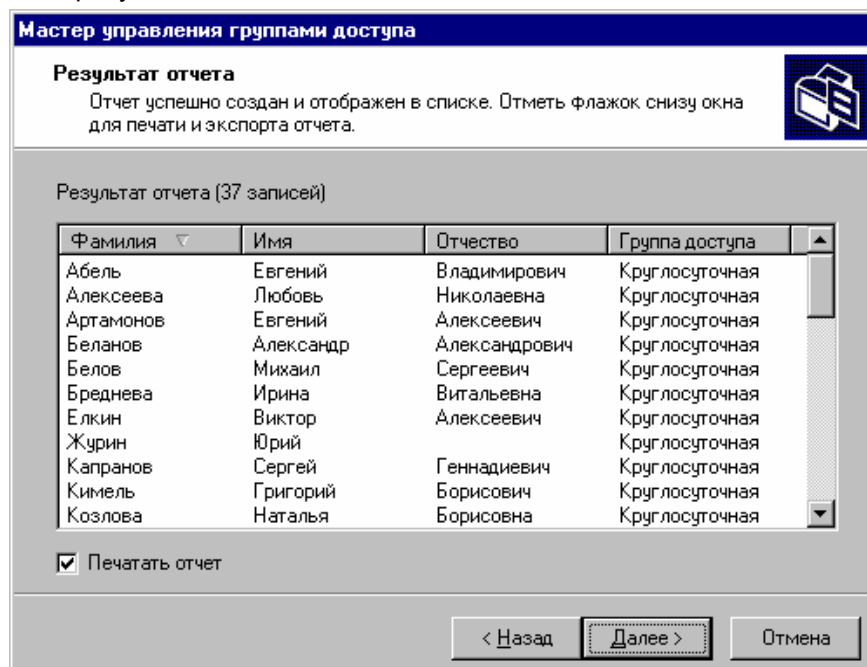 Мастер управления группами доступа
Результат отчета
Отчет успешно создан и отображен в списке. Отметь флажок снизу окна
для печати и экспорта отчета.
Результат отчета (37 записей)
Фамилия Имя Отчество Группа доступа
Абель Евгений Владимирович Круглосуточная
Алексеева Любовь Николаевна Круглосуточная
Артамонов Евгений Алексеевич Круглосуточная
Беланов Александр Александрович Круглосуточная
Белов Михаил Сергеевич Круглосуточная
Бреднева Ирина Витальевна Круглосуточная
Елкин Виктор Алексеевич Круглосуточная
Журин Юрий Круглосуточная
Капранов Сергей Геннадиевич Круглосуточная
Кимель Григорий Борисович Круглосуточная
Козлова Наталья Борисовна Круглосуточная
Печатать отчет
< Назад Далее > Отмена